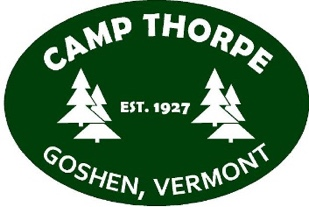 CAMP THORPE
EST. 1927
GOSHEN, VERMONT